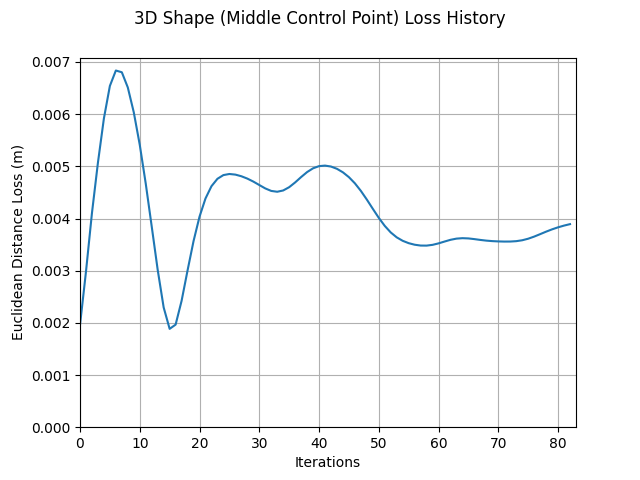 3D Shape (Middle Control Point) Loss History
0.007
0.006
0.005
0.004
0.003
0.002
0.001
0.000
Euclidean Distance Loss (m)
0 10 20 30 40 50 60 70 80
Iterations